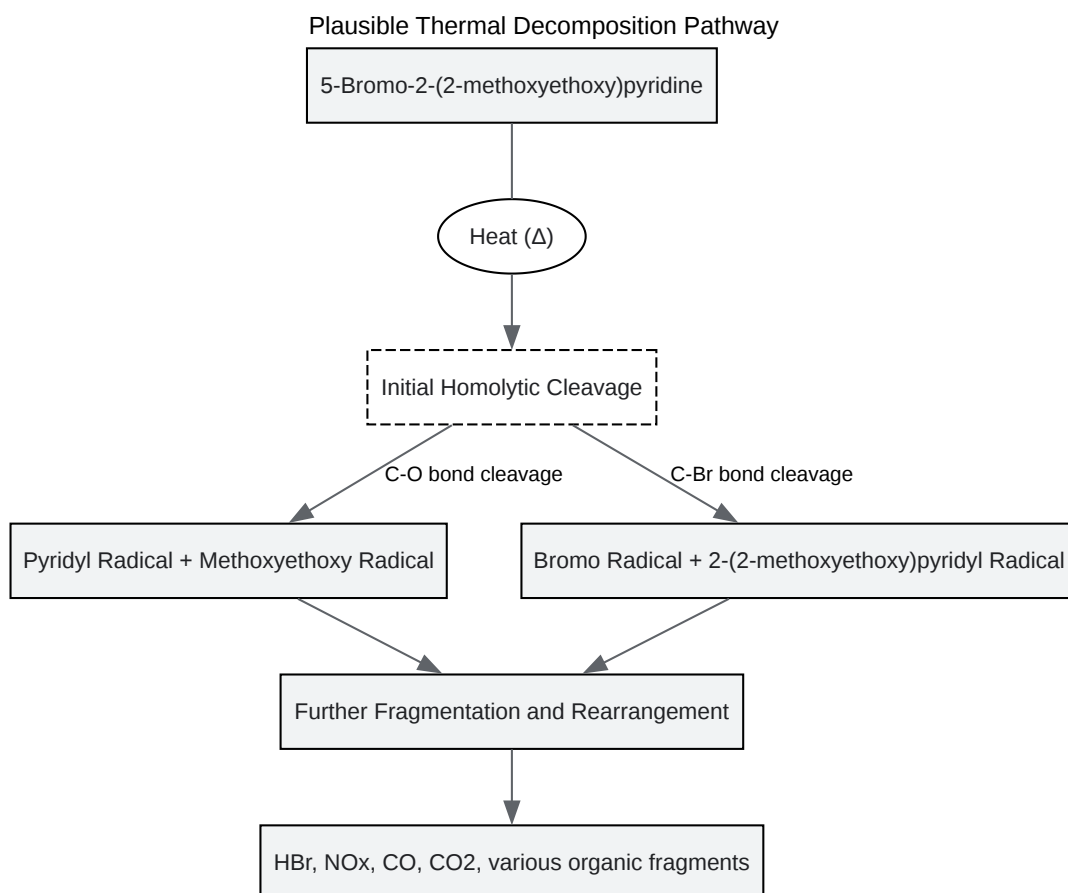 Plausible Thermal Decomposition Pathway
5-Bromo-2-(2-methoxyethoxy)pyridine
Heat (Δ)
Initial Homolytic Cleavage
C-O bond cleavage
C-Br bond cleavage
Pyridyl Radical + Methoxyethoxy Radical
Bromo Radical + 2-(2-methoxyethoxy)pyridyl Radical
Further Fragmentation and Rearrangement
HBr, NOx, CO, CO2, various organic fragments